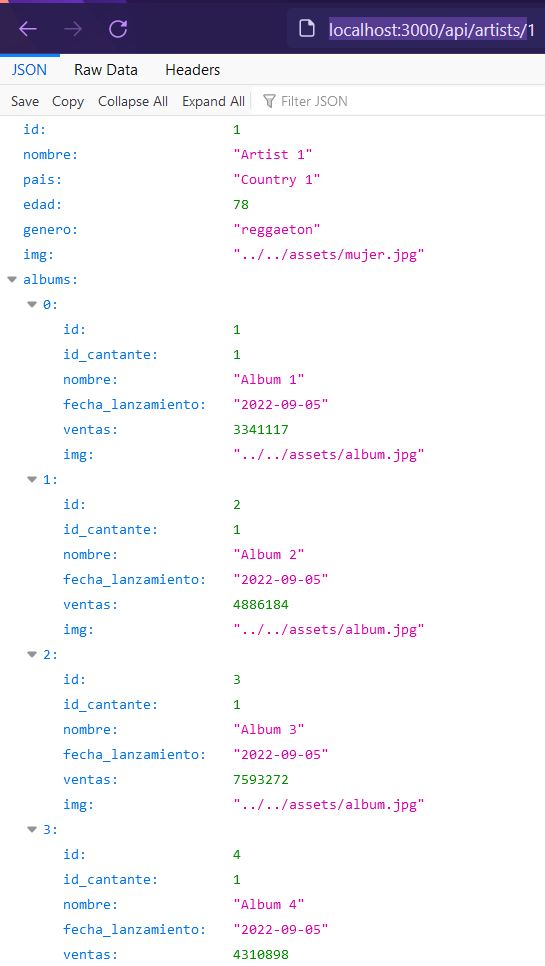 localhost:3000/api/artists/1
JSON Raw Data Headers
Save Copy Collapse All Expand All Filter JSON
id: 1
nombre: "Artist 1"
pais: "Country 1"
edad: 78
genero: "reggaeton"
img: "../../assets/mujer.jpg"
albums:
0:
id: 1
id_cantante: 1
nombre: "Album 1"
fecha_lanzamiento: "2022-09-05"
ventas: 3341117
img: "../../assets/album.jpg"
1:
id: 2
id_cantante: 1
nombre: "Album 2"
fecha_lanzamiento: "2022-09-05"
ventas: 4886184
img: "../../assets/album.jpg"
2:
id: 3
id_cantante: 1
nombre: "Album 3"
fecha_lanzamiento: "2022-09-05"
ventas: 7593272
img: "../../assets/album.jpg"
3:
id: 4
id_cantante: 1
nombre: "Album 4"
fecha_lanzamiento: "2022-09-05"
ventas: 4310898